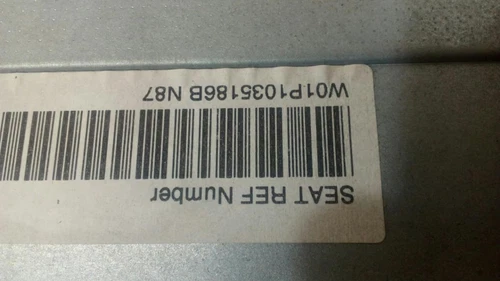 SEAT REF Number
W01P1035186B N87